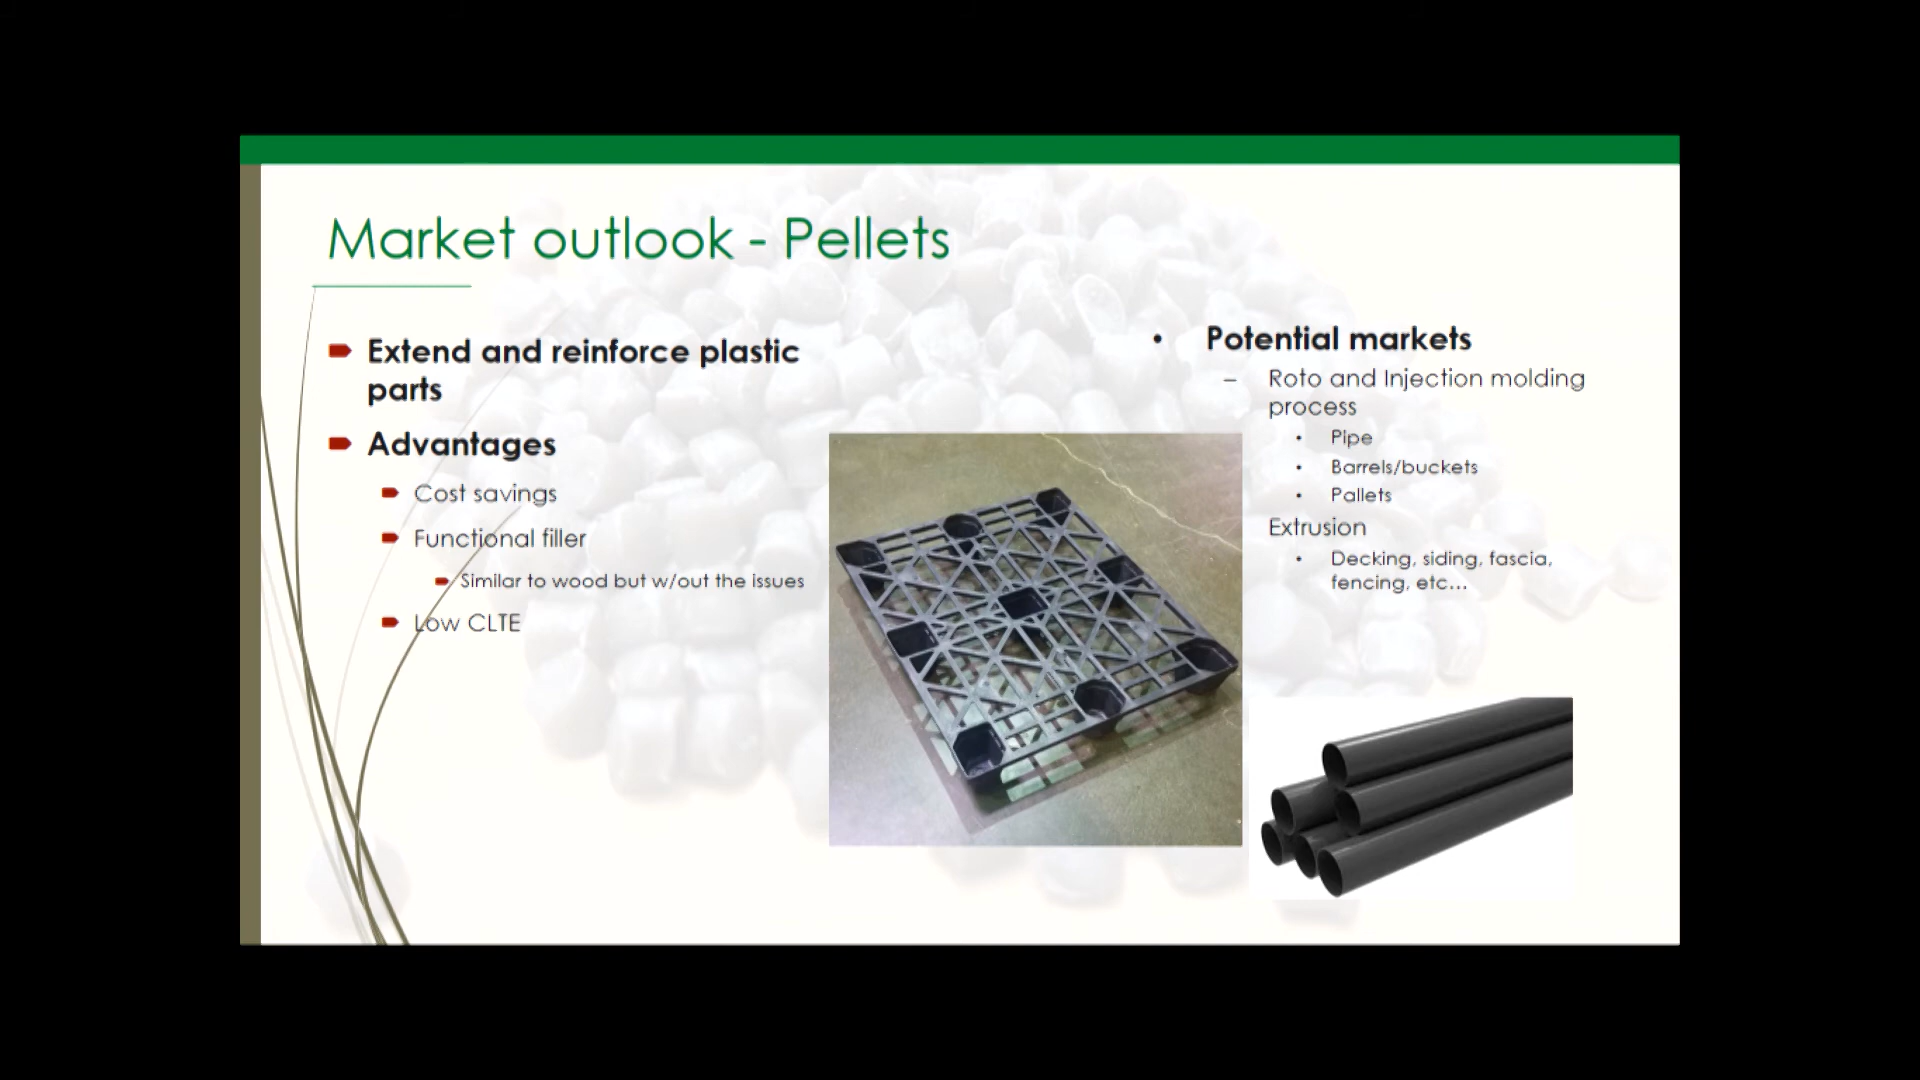 Market outlook - Pellets
Extend and reinforce plastic
parts
Advantages
Cost savings
Functional filler
Similar to wood but w/out the issues
Low CLTE
• Potential markets
– Roto and Injection molding
process
• Pipe
• Barrels/buckets
• Pallets
Extrusion
• Decking, siding, fascia,
fencing, etc...